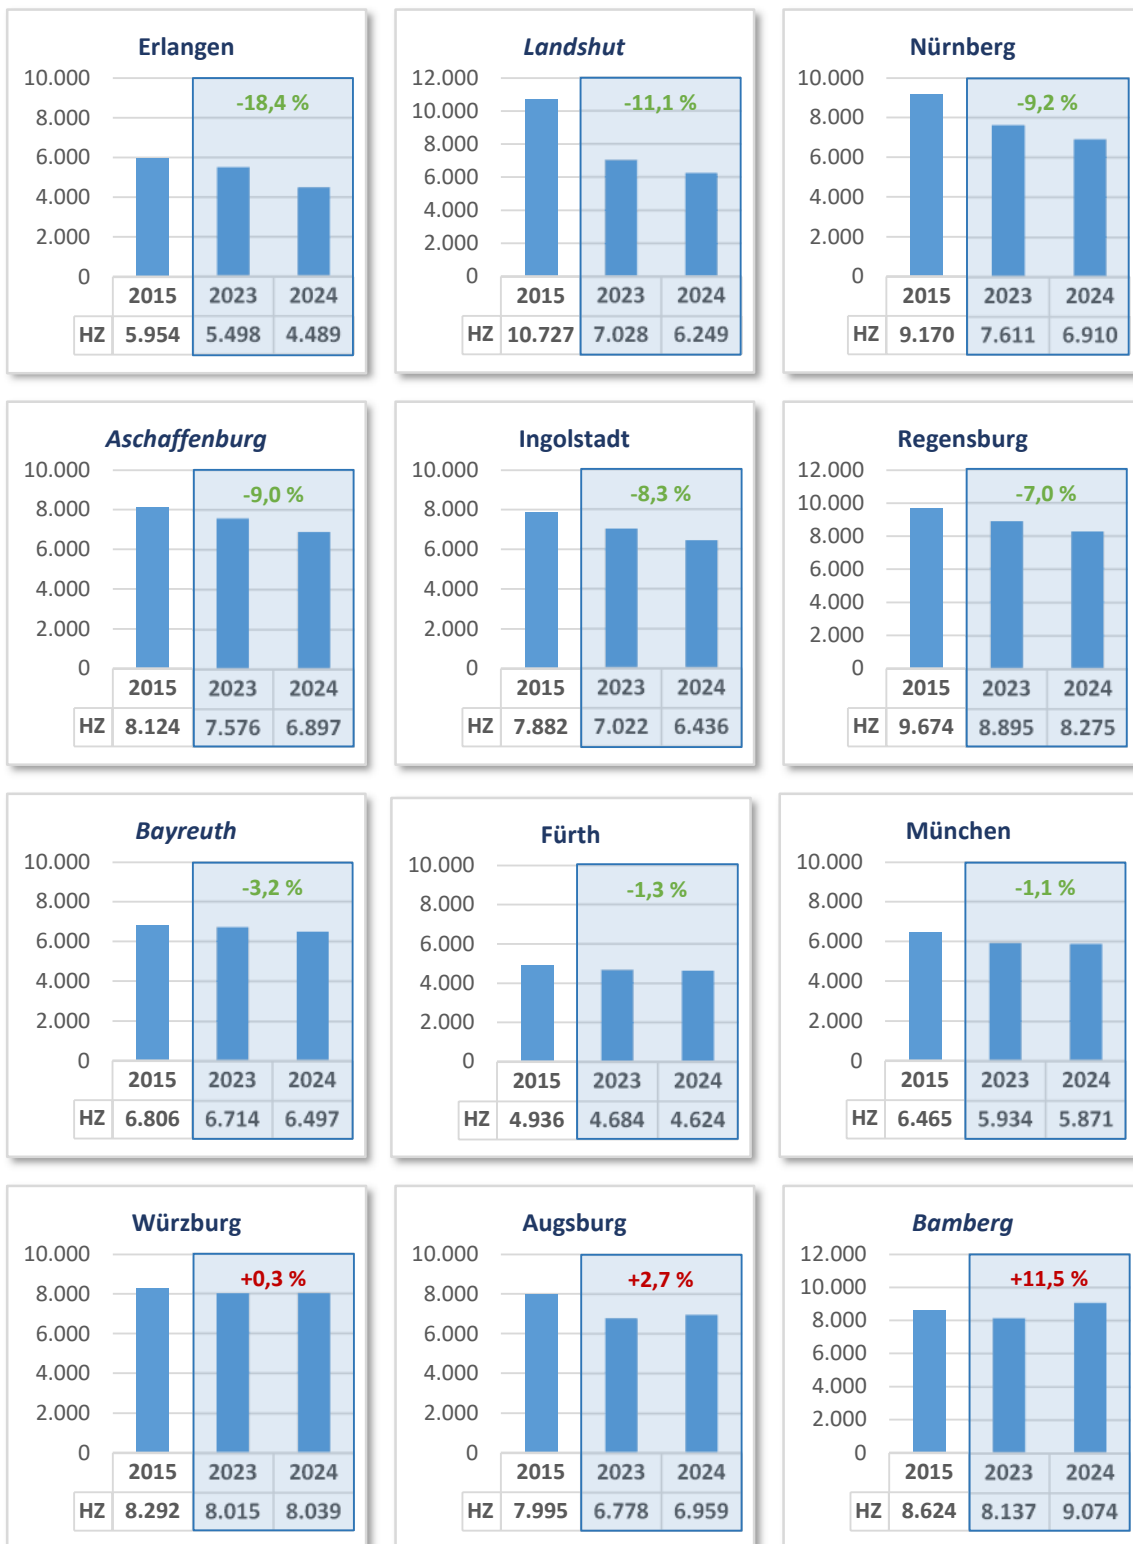 Erlangen
10.000
-18,4 %
8.000
6.000
4.000
2.000
0
2015 2023 2024
HZ 5.954 5.498 4.489
Landshut
12.000
-11,1 %
10.000
8.000
6.000
4.000
2.000
0
2015 2023 2024
HZ 10.727 7.028 6.249
Nürnberg
10.000
-9,2 %
8.000
6.000
4.000
2.000
0
2015 2023 2024
HZ 9.170 7.611 6.910
Aschaffenburg
10.000
-9,0 %
8.000
6.000
4.000
2.000
0
2015 2023 2024
HZ 8.124 7.576 6.897
Ingolstadt
10.000
-8,3 %
8.000
6.000
4.000
2.000
0
2015 2023 2024
HZ 7.882 7.022 6.436
Regensburg
12.000
-7,0 %
10.000
8.000
6.000
4.000
2.000
0
2015 2023 2024
HZ 9.674 8.895 8.275
Bayreuth
10.000
-3,2 %
8.000
6.000
4.000
2.000
0
2015 2023 2024
HZ 6.806 6.714 6.497
Fürth
10.000
-1,3 %
8.000
6.000
4.000
2.000
0
2015 2023 2024
HZ 4.936 4.684 4.624
München
10.000
-1,1 %
8.000
6.000
4.000
2.000
0
2015 2023 2024
HZ 6.465 5.934 5.871
Würzburg
10.000
+0,3 %
8.000
6.000
4.000
2.000
0
2015 2023 2024
HZ 8.292 8.015 8.039
Augsburg
10.000
+2,7 %
8.000
6.000
4.000
2.000
0
2015 2023 2024
HZ 7.995 6.778 6.959
Bamberg
12.000
+11,5 %
10.000
8.000
6.000
4.000
2.000
0
2015 2023 2024
HZ 8.624 8.137 9.074